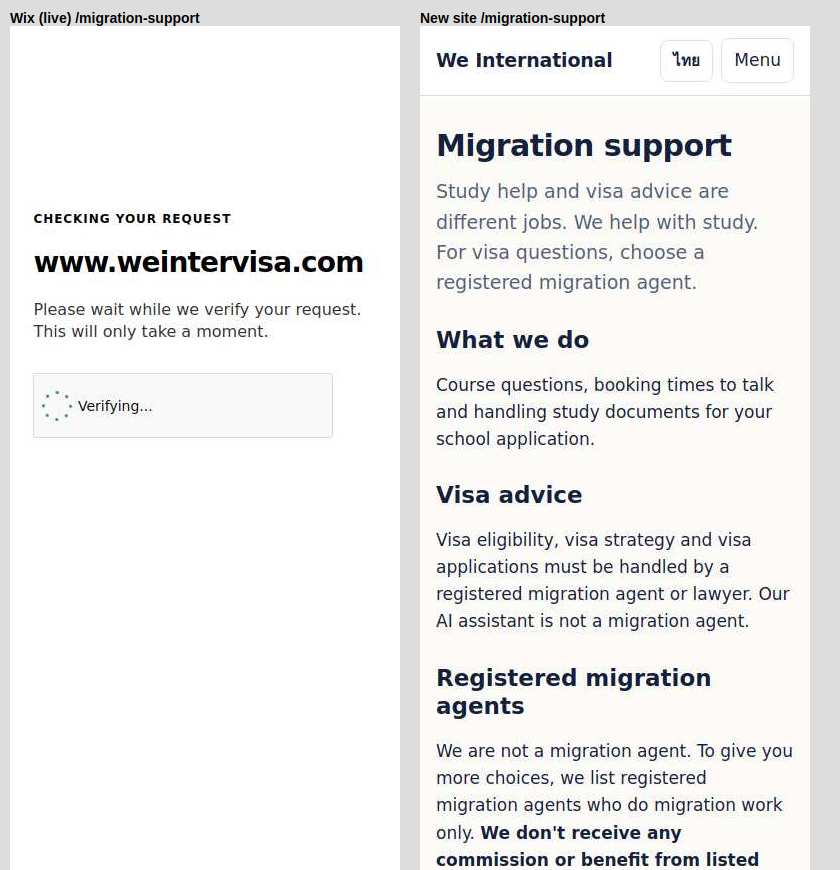 Wix (live) /migration-support
CHECKING YOUR REQUEST
www.weintervisa.com
Please wait while we verify your request.
This will only take a moment.
Verifying...
New site /migration-support
We International
ไทย
Menu
Migration support
Study help and visa advice are
different jobs. We help with study.
For visa questions, choose a
registered migration agent.
What we do
Course questions, booking times to talk
and handling study documents for your
school application.
Visa advice
Visa eligibility, visa strategy and visa
applications must be handled by a
registered migration agent or lawyer. Our
AI assistant is not a migration agent.
Registered migration
agents
We are not a migration agent. To give you
more choices, we list registered
migration agents who do migration work
only. We don't receive any
commission or benefit from listed